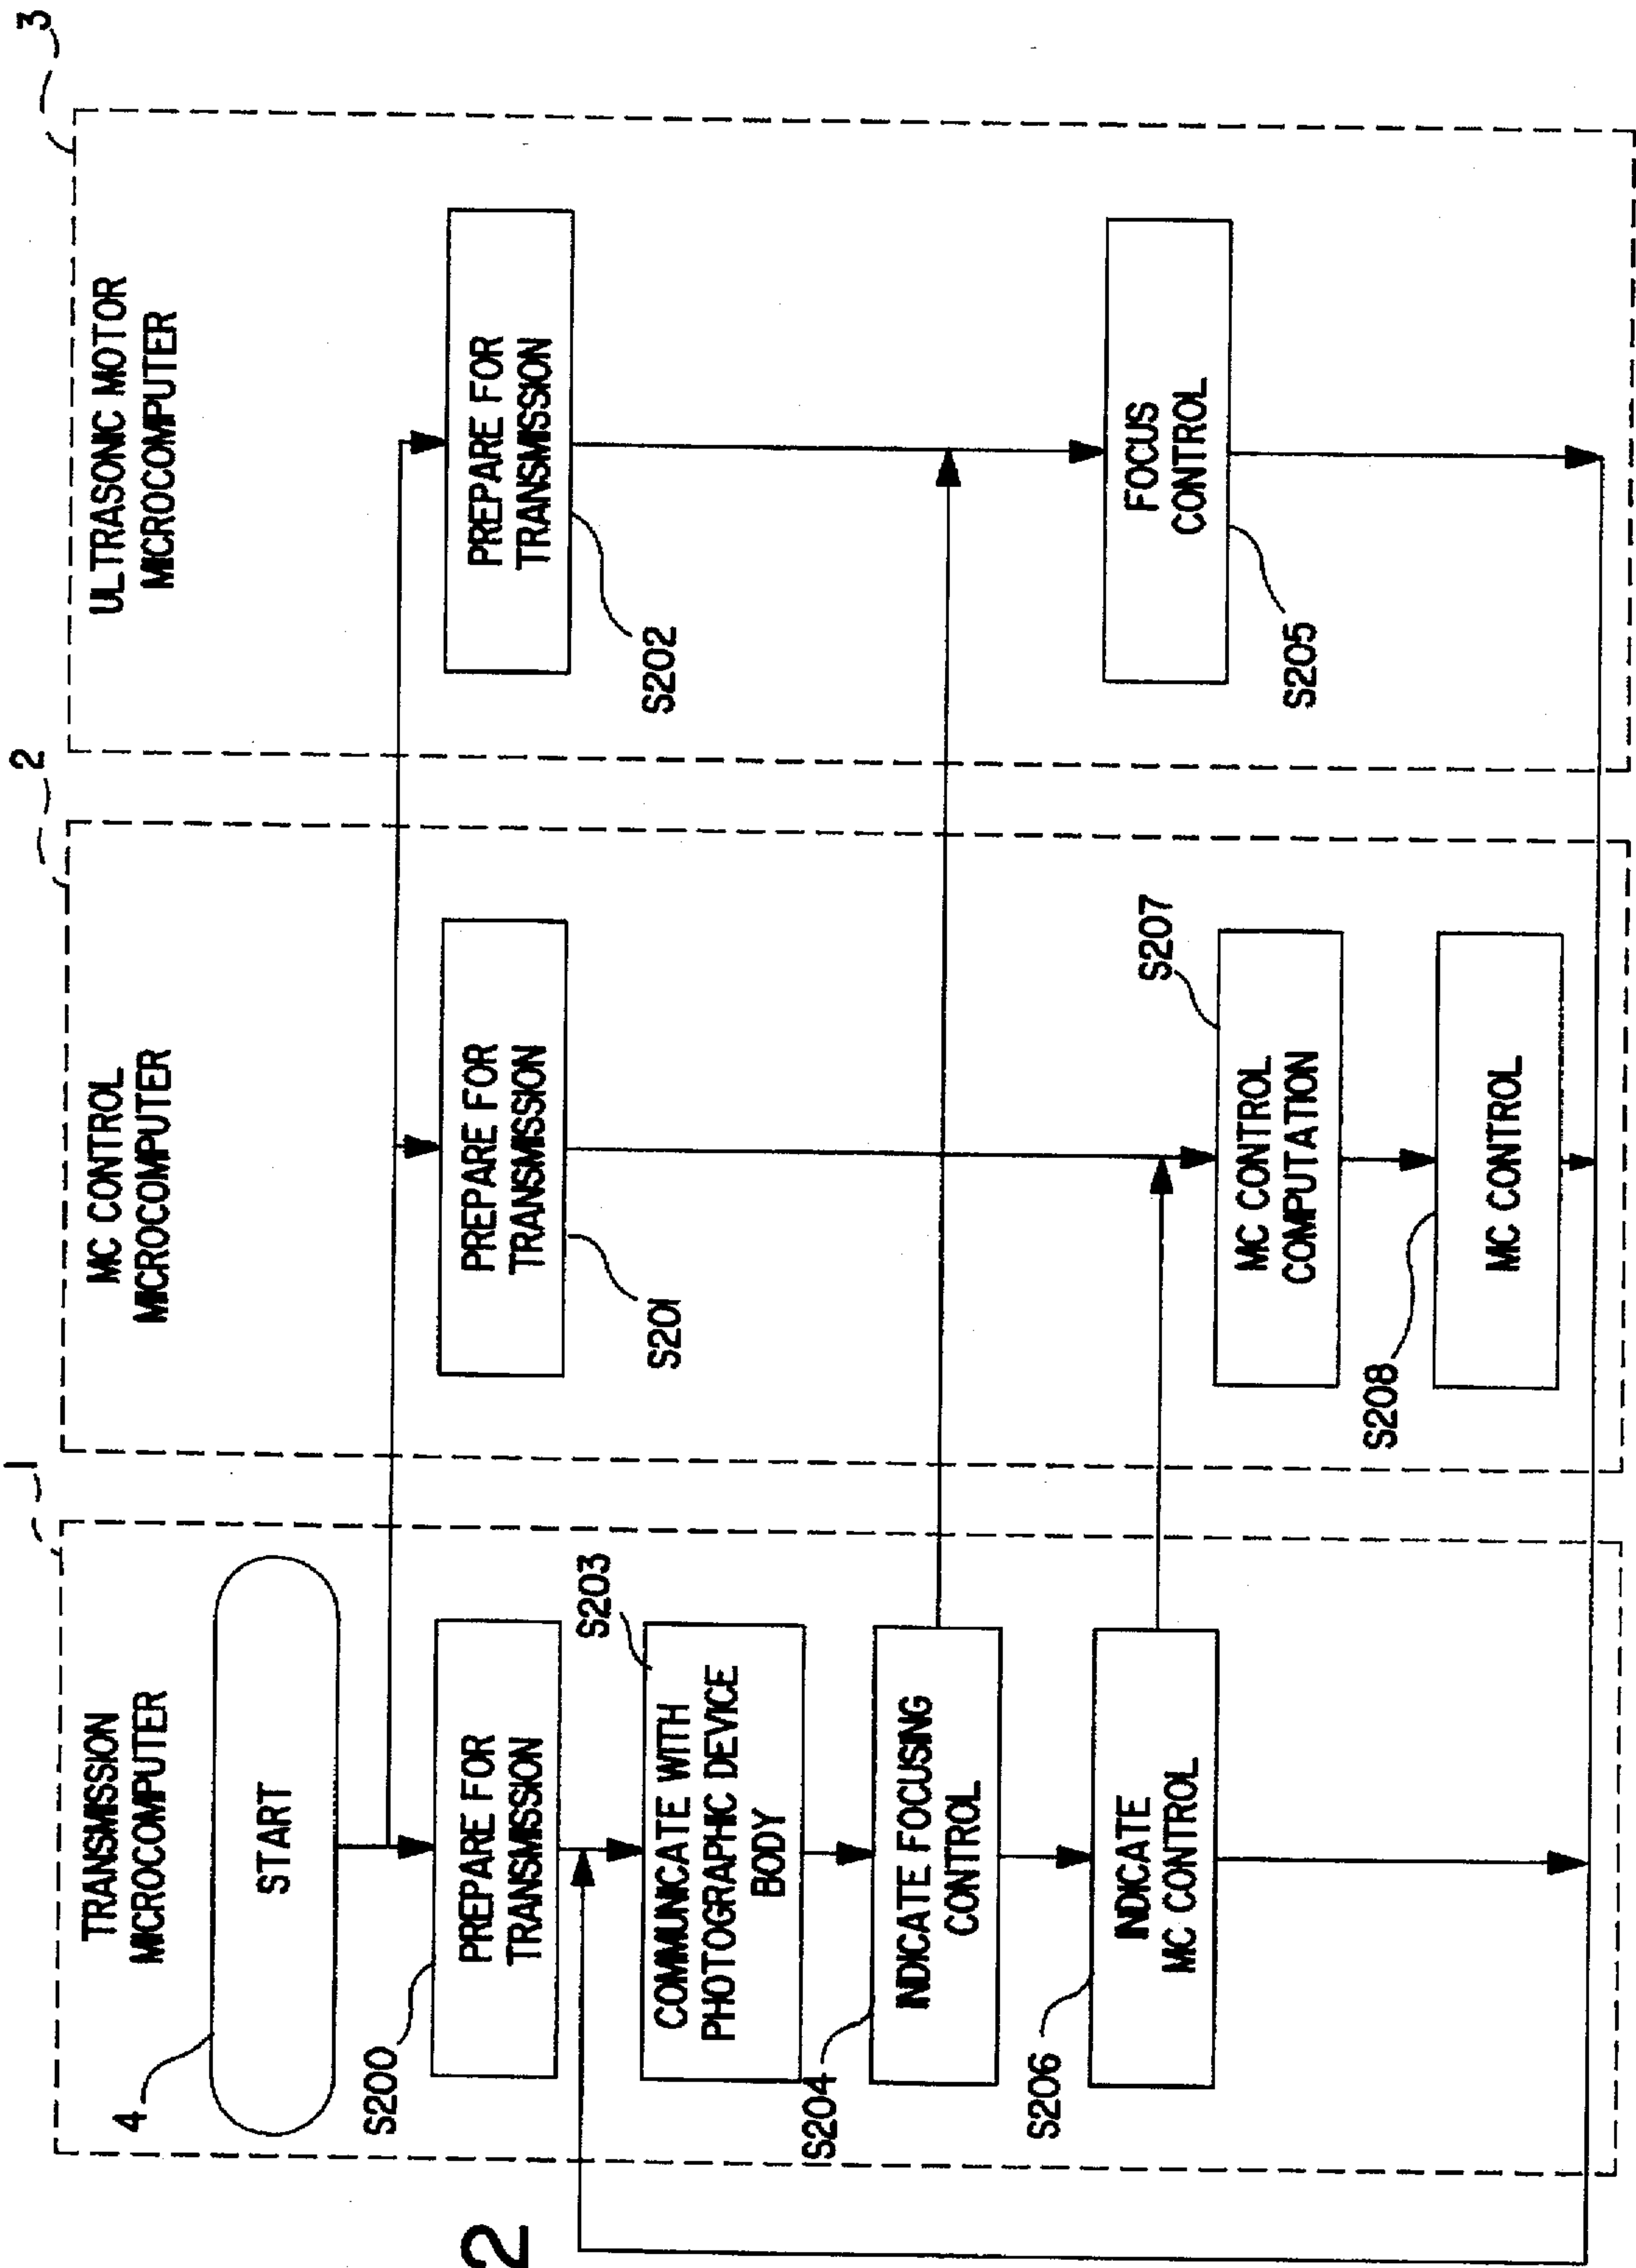 1
TRANSMISSION
MICROCOMPUTER
4
START
S200
PREPARE FOR
TRANSMISSION
S203
COMMUNICATE WITH
PHOTOGRAPHIC DEVICE
BODY
S204
INDICATE FOCUSING
CONTROL
S206
INDICATE
MC CONTROL
2
MC CONTROL
MICROCOMPUTER
PREPARE FOR
TRANSMISSION
S201
S207
MC CONTROL
COMPUTATION
S208
MC CONTROL
3
ULTRASONIC MOTOR
MICROCOMPUTER
PREPARE FOR
TRANSMISSION
S202
FOCUS
CONTROL
S205
2